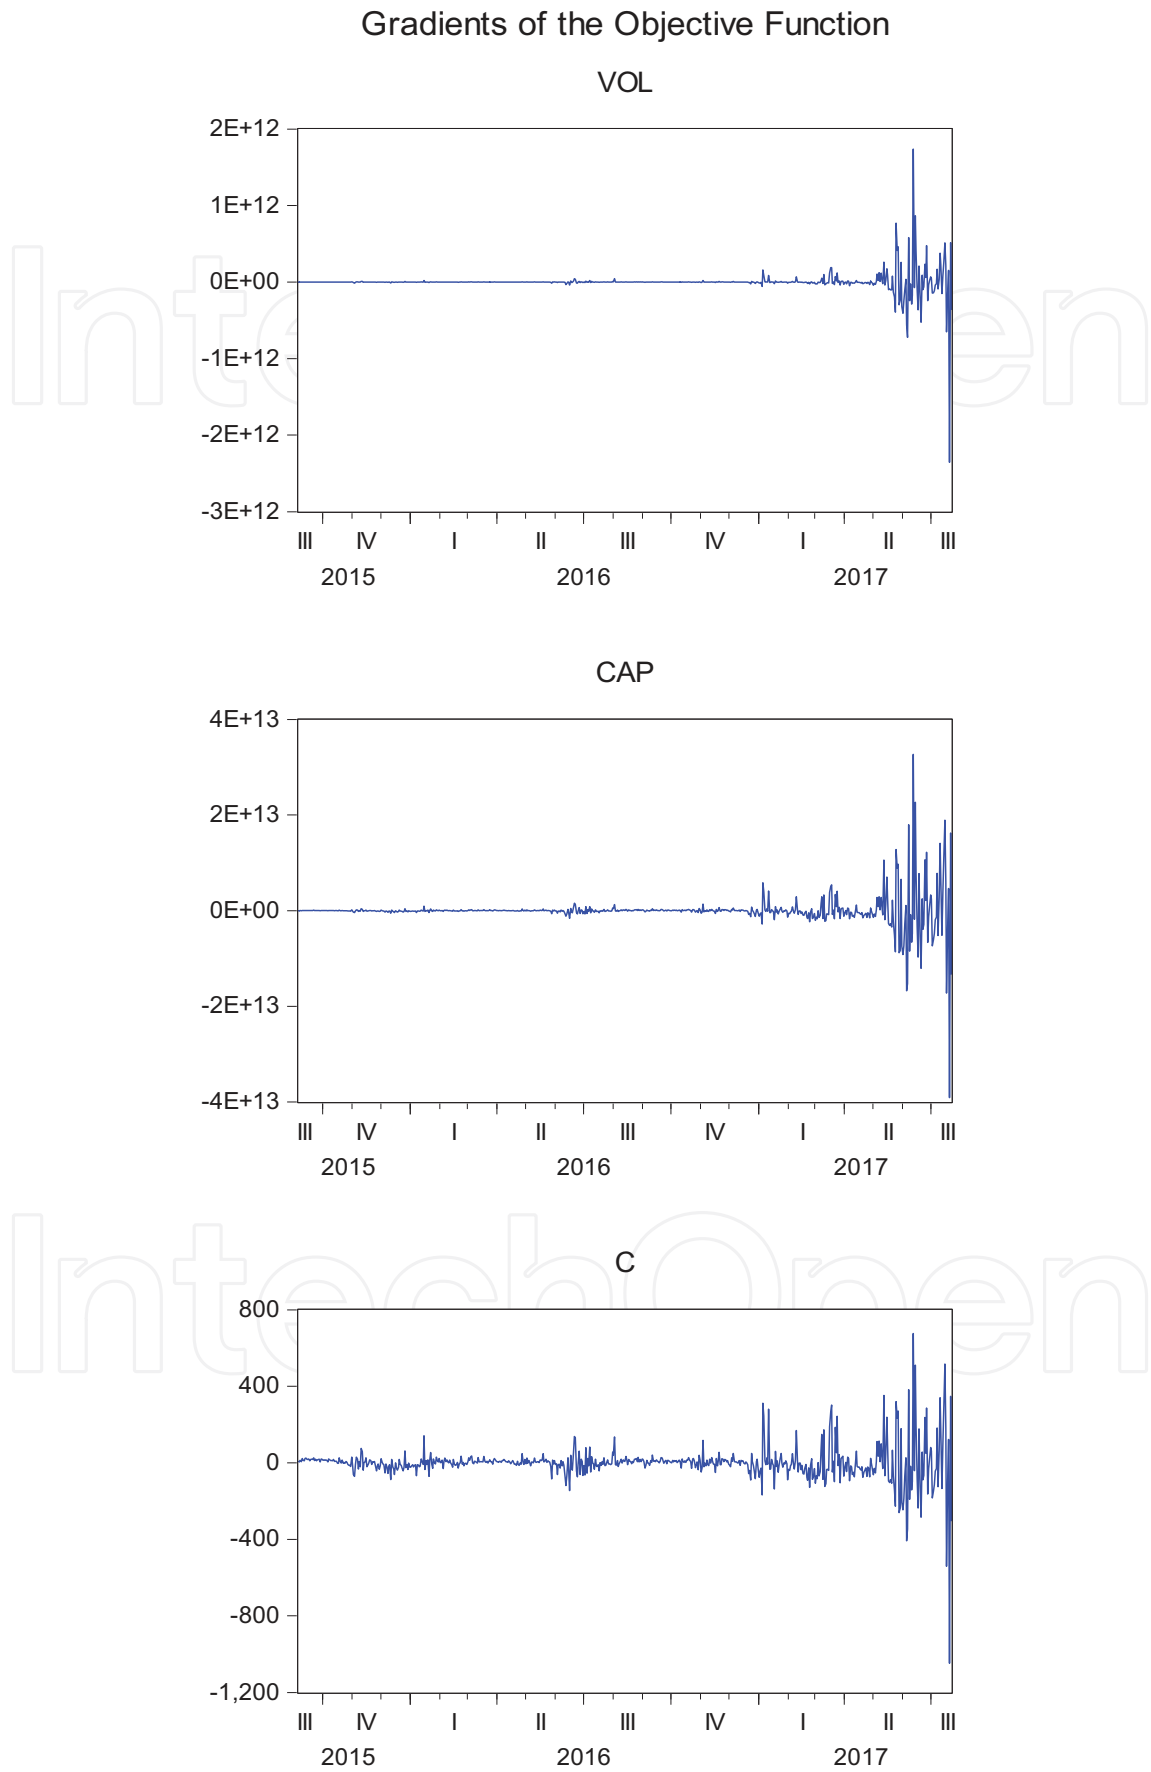 Gradients of the Objective Function
VOL
2E+12
1E+12
0E+00
-1E+12
-2E+12
-3E+12
III IV I II III IV I II III
2015 2016 2017
CAP
4E+13
2E+13
0E+00
-2E+13
-4E+13
III IV I II III IV I II III
2015 2016 2017
IntechOpen
C
800
400
0
-400
-800
-1,200
III IV I II III IV I II III
2015 2016 2017